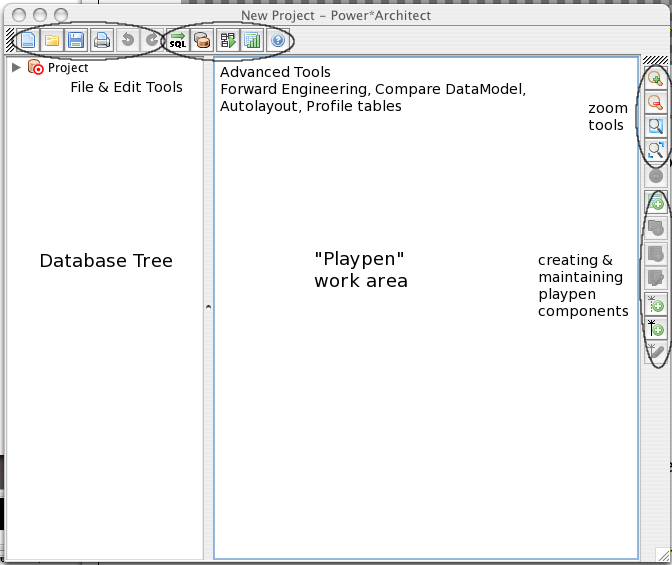 New Project – Power*Architect
SQL
Project
File & Edit Tools
Advanced Tools
Forward Engineering, Compare DataModel,
Autolayout, Profile tables
zoom
tools
Database Tree
"Playpen"
work area
creating &
maintaining
playpen
components